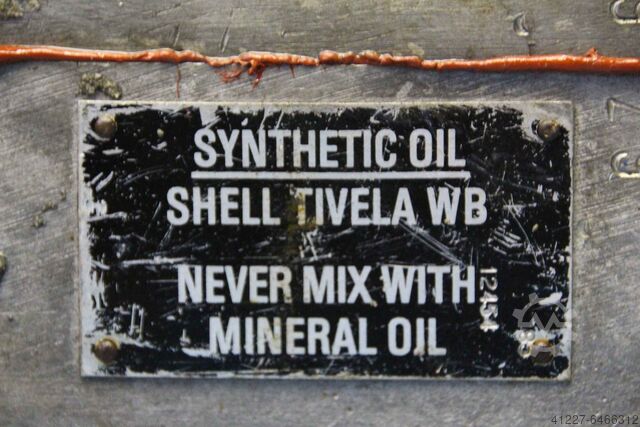 SYNTHETIC OIL
SHELL TIVELA WB
NEVER MIX WITH
MINERAL OIL
12454
41227-6466312